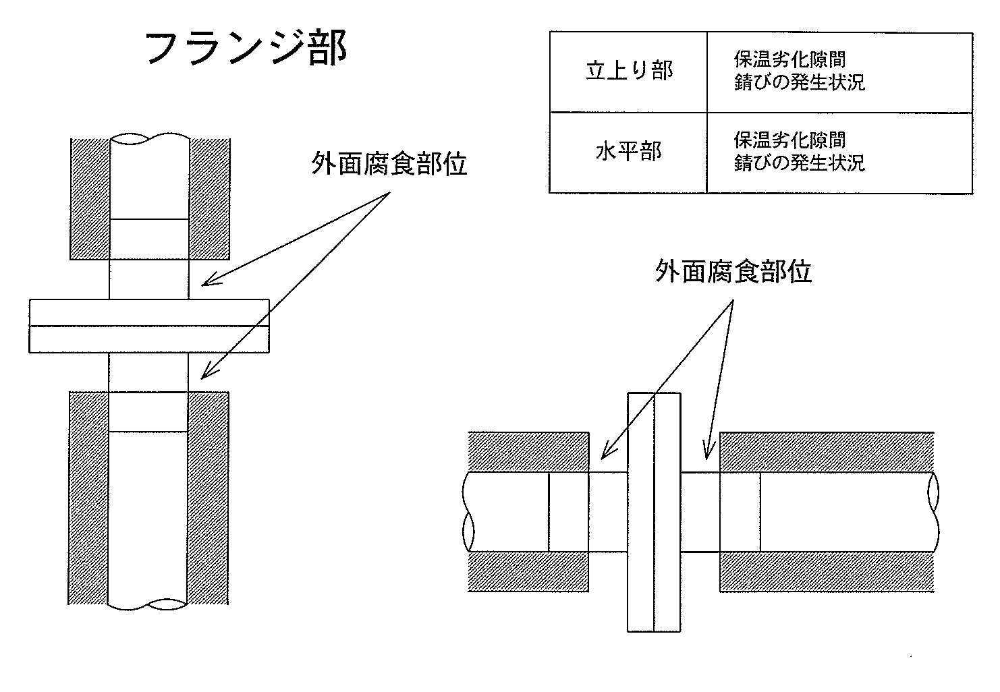 フランジ部
立上り部
保温劣化隙間
錆びの発生状況
水平部
保温劣化隙間
錆びの発生状況
外面腐食部位
外面腐食部位